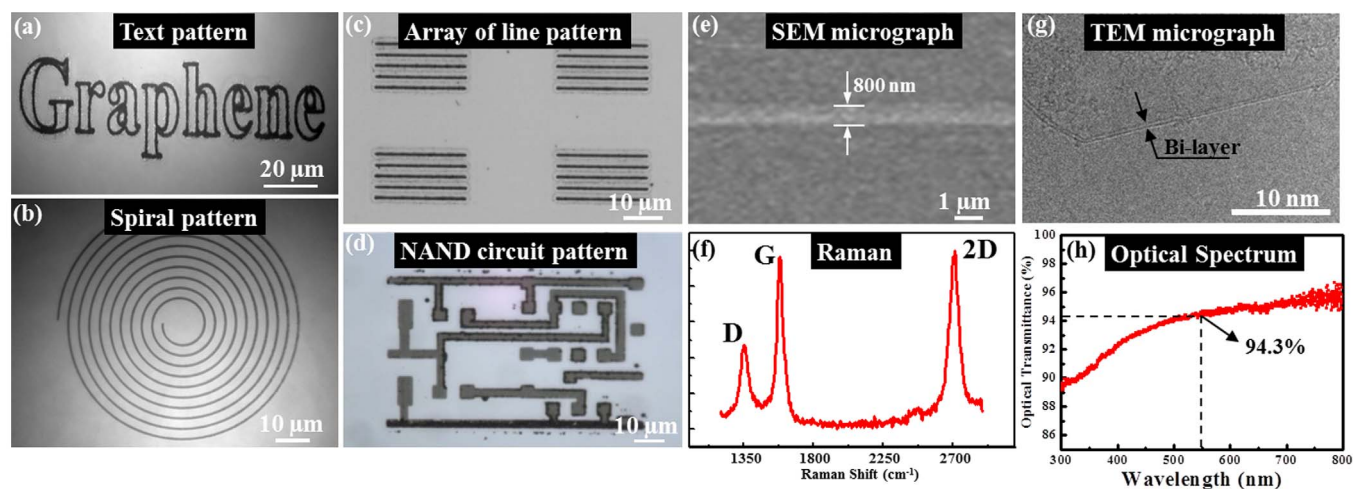 (a)
Text pattern
Graphene
20 μm
(b)
Spiral pattern
10 μm
(c)
Array of line pattern
10 μm
(d)
NAND circuit pattern
10 μm
(e)
SEM micrograph
800 nm
1 μm
(f)
Raman
D
G
2D
1350 1800 2250 2700
Raman Shift (cm⁻¹)
(g)
TEM micrograph
Bi-layer
10 nm
(h)
Optical Spectrum
Optical Transmittance (%)
100
98
96
94
92
90
88
86
94.3%
300 400 500 600 700 800
Wavelength (nm)